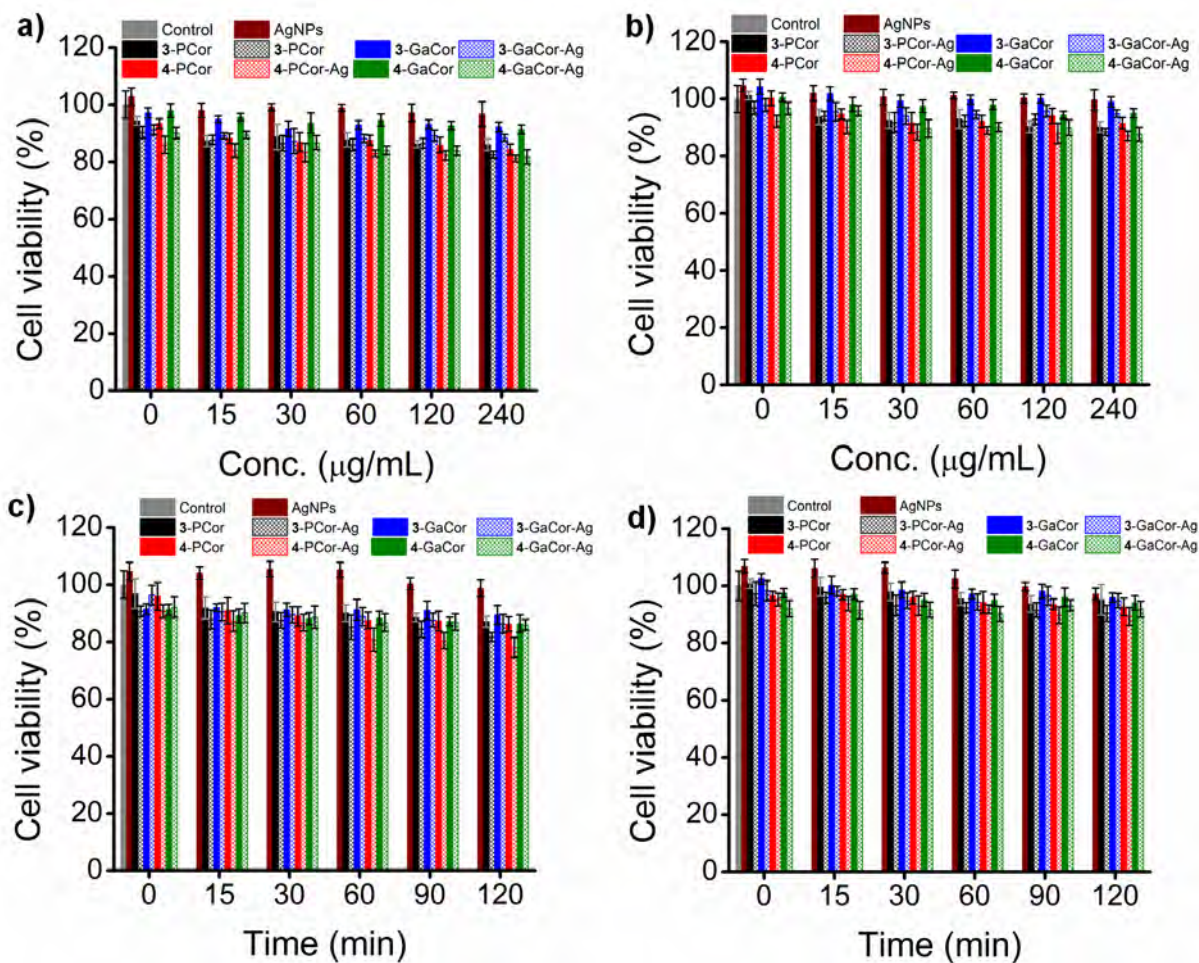 a)
Control AgNPs
3-PCor 3-PCor-Ag 3-GaCor 3-GaCor-Ag
4-PCor 4-PCor-Ag 4-GaCor 4-GaCor-Ag
Cell viability (%)
120
100
80
60
40
20
0
0 15 30 60 120 240
Conc. (μg/mL)
b)
Control AgNPs
3-PCor 3-PCor-Ag 3-GaCor 3-GaCor-Ag
4-PCor 4-PCor-Ag 4-GaCor 4-GaCor-Ag
Cell viability (%)
120
100
80
60
40
20
0
0 15 30 60 120 240
Conc. (μg/mL)
c)
Control AgNPs
3-PCor 3-PCor-Ag 3-GaCor 3-GaCor-Ag
4-PCor 4-PCor-Ag 4-GaCor 4-GaCor-Ag
Cell viability (%)
120
100
80
60
40
20
0
0 15 30 60 90 120
Time (min)
d)
Control AgNPs
3-PCor 3-PCor-Ag 3-GaCor 3-GaCor-Ag
4-PCor 4-PCor-Ag 4-GaCor 4-GaCor-Ag
Cell viability (%)
120
100
80
60
40
20
0
0 15 30 60 90 120
Time (min)